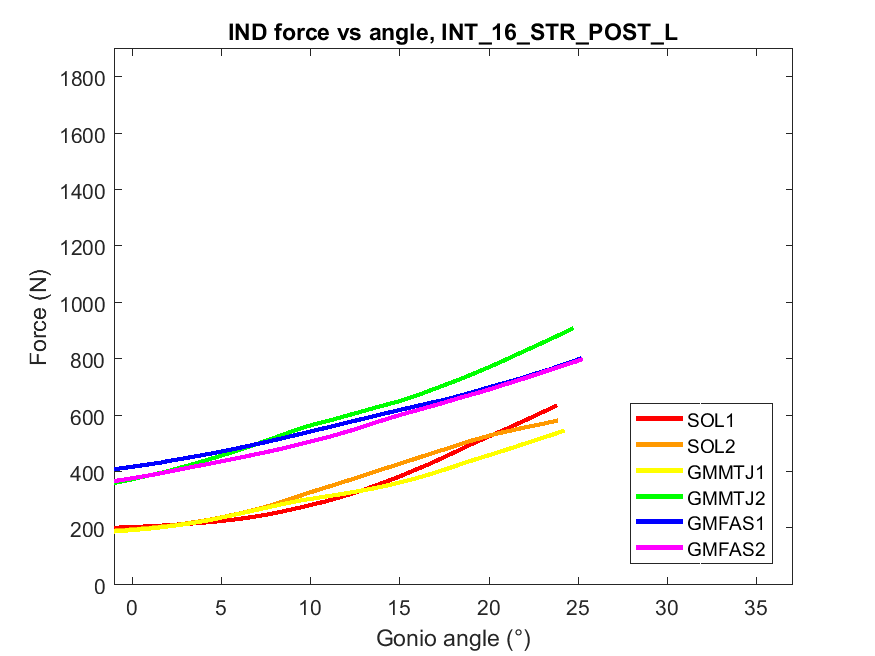 IND force vs angle, INT_16_STR_POST_L
Force (N)
1800
1600
1400
1200
1000
800
600
400
200
0
0 5 10 15 20 25 30 35
Gonio angle (°)
SOL1
SOL2
GMMTJ1
GMMTJ2
GMFAS1
GMFAS2